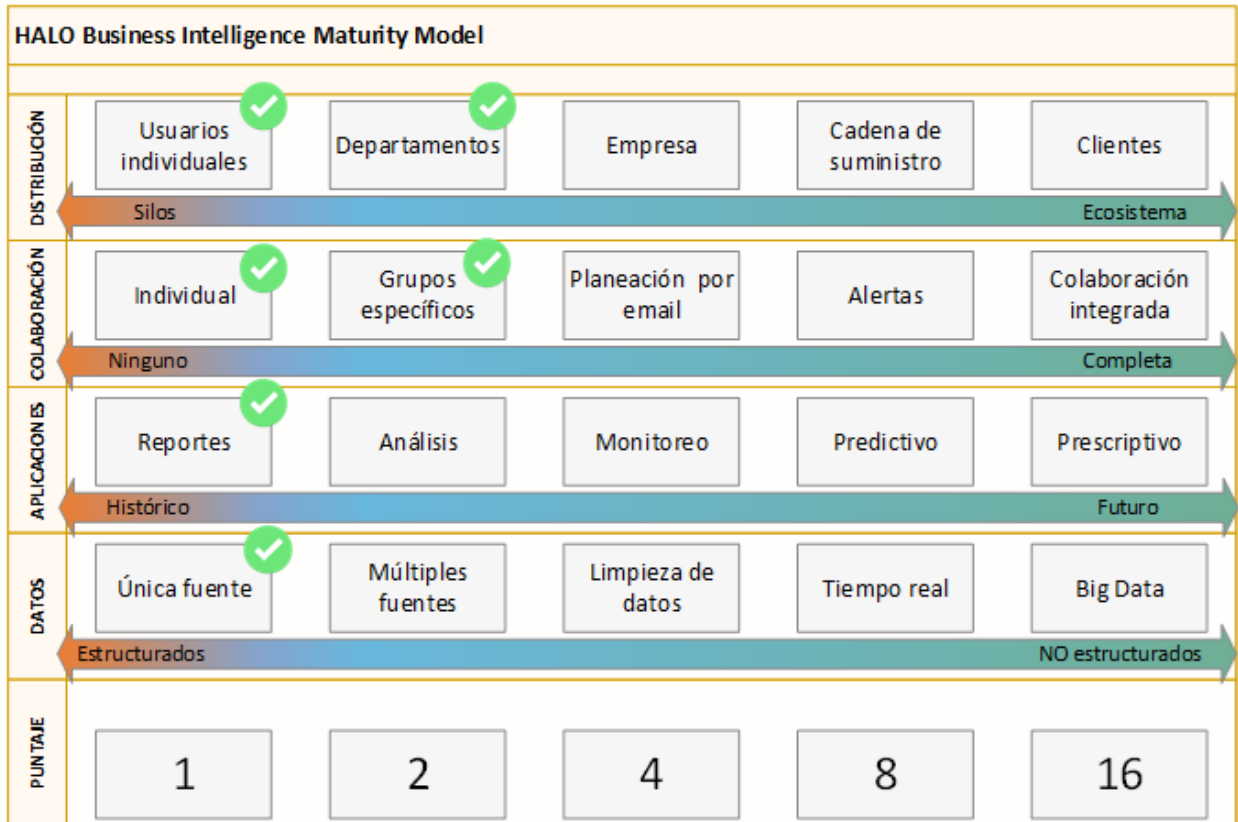 HALO Business Intelligence Maturity Model
DISTRIBUCIÓN
Usuarios
individuales
Departamentos
Empresa
Cadena de
suministro
Clientes
Silos
Ecosistema
COLABORACIÓN
Individual
Grupos
específicos
Planeación por
email
Alertas
Colaboración
integrada
Ninguno
Completa
APLICACIONES
Reportes
Análisis
Monitoreo
Predictivo
Prescriptivo
Histórico
Futuro
DATOS
Única fuente
Múltiples
fuentes
Limpieza de
datos
Tiempo real
Big Data
Estructurados
NO estructurados
PUNTAJE
1
2
4
8
16